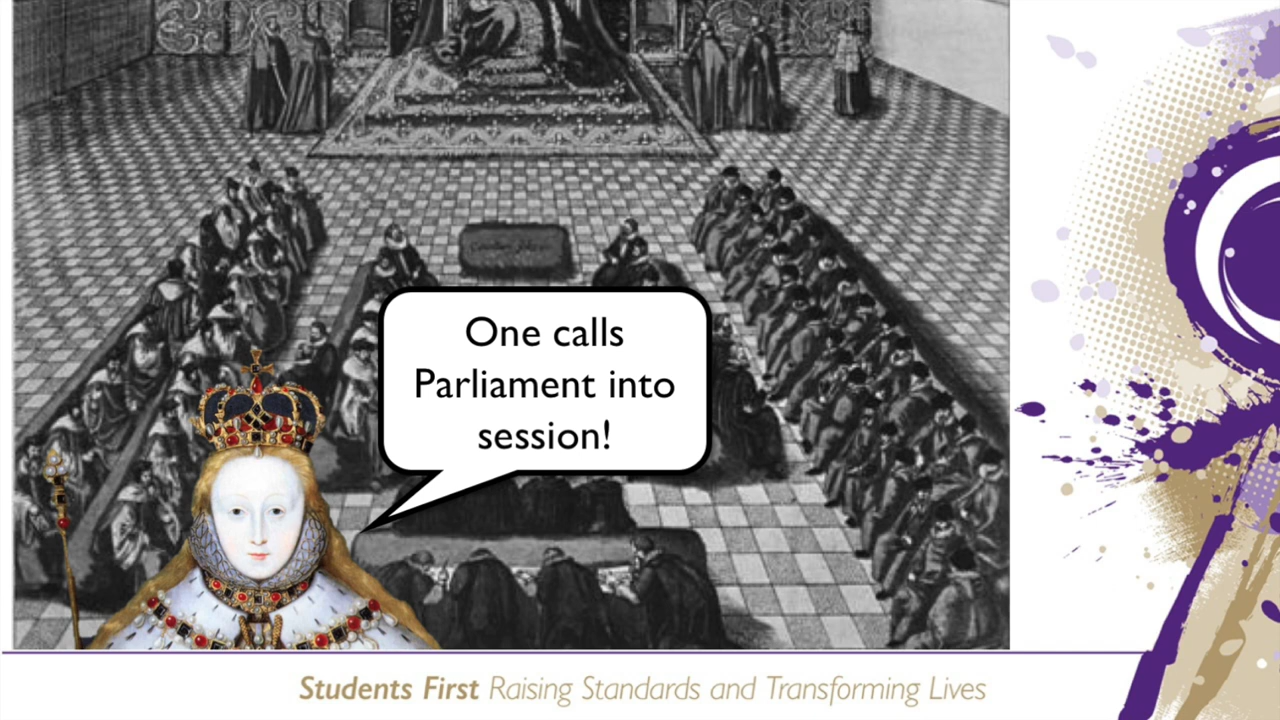 One calls
Parliament into
session!
Students First Raising Standards and Transforming Lives